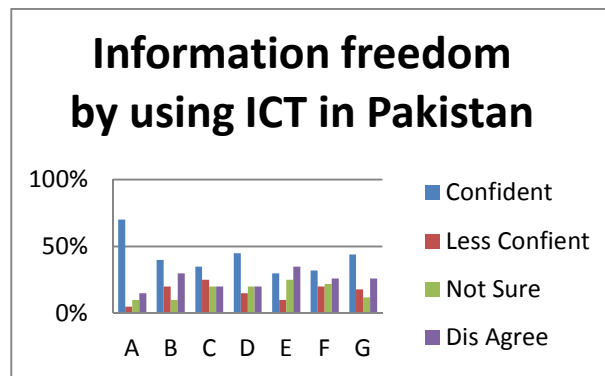 Information freedom
by using ICT in Pakistan
100%
50%
0%
A B C D E F G
Confident
Less Confient
Not Sure
Dis Agree